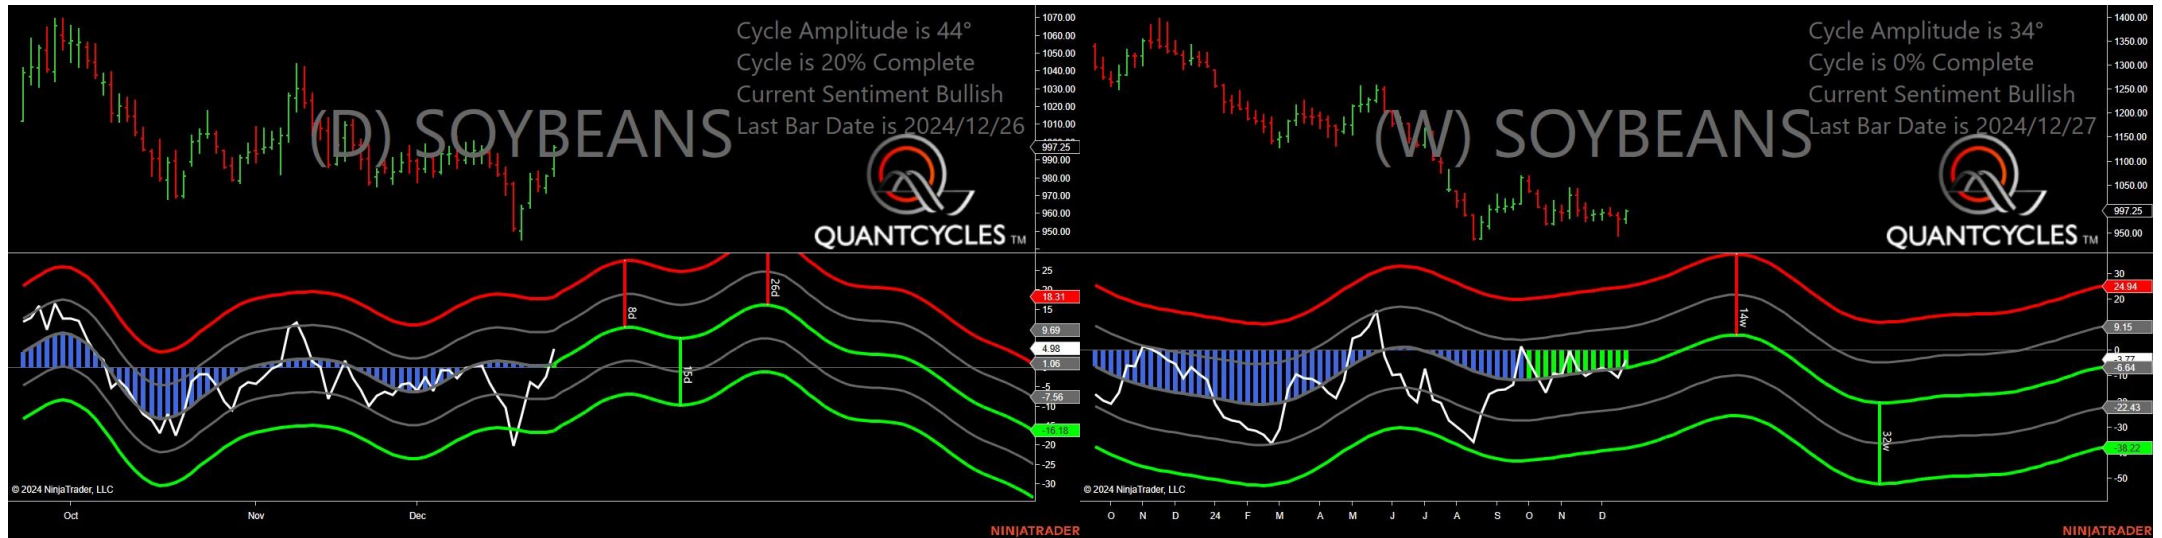 Cycle Amplitude is 44°
Cycle is 20% Complete
Current Sentiment Bullish
Last Bar Date is 2024/12/26
(D) SOYBEANS
QUANTCYCLES TM
1070.00
1060.00
1050.00
1040.00
1030.00
1020.00
1010.00
997.25
990.00
980.00
970.00
960.00
950.00
8d
26d
15d
25
18.31
15
9.69
4.98
1.06
-5
-7.56
-10
-16.18
-20
-25
-30
© 2024 NinjaTrader, LLC
Oct Nov Dec
NINJATRADER
Cycle Amplitude is 34°
Cycle is 0% Complete
Current Sentiment Bullish
Last Bar Date is 2024/12/27
(W) SOYBEANS
QUANTCYCLES TM
1400.00
1350.00
1300.00
1250.00
1200.00
1150.00
1100.00
1050.00
997.25
950.00
14w
32w
30
24.94
20
9.15
0
-3.77
-6.64
-10
-22.43
-30
-38.22
-50
© 2024 NinjaTrader, LLC
O N D 24 F M A M J J A S O N D
NINJATRADER